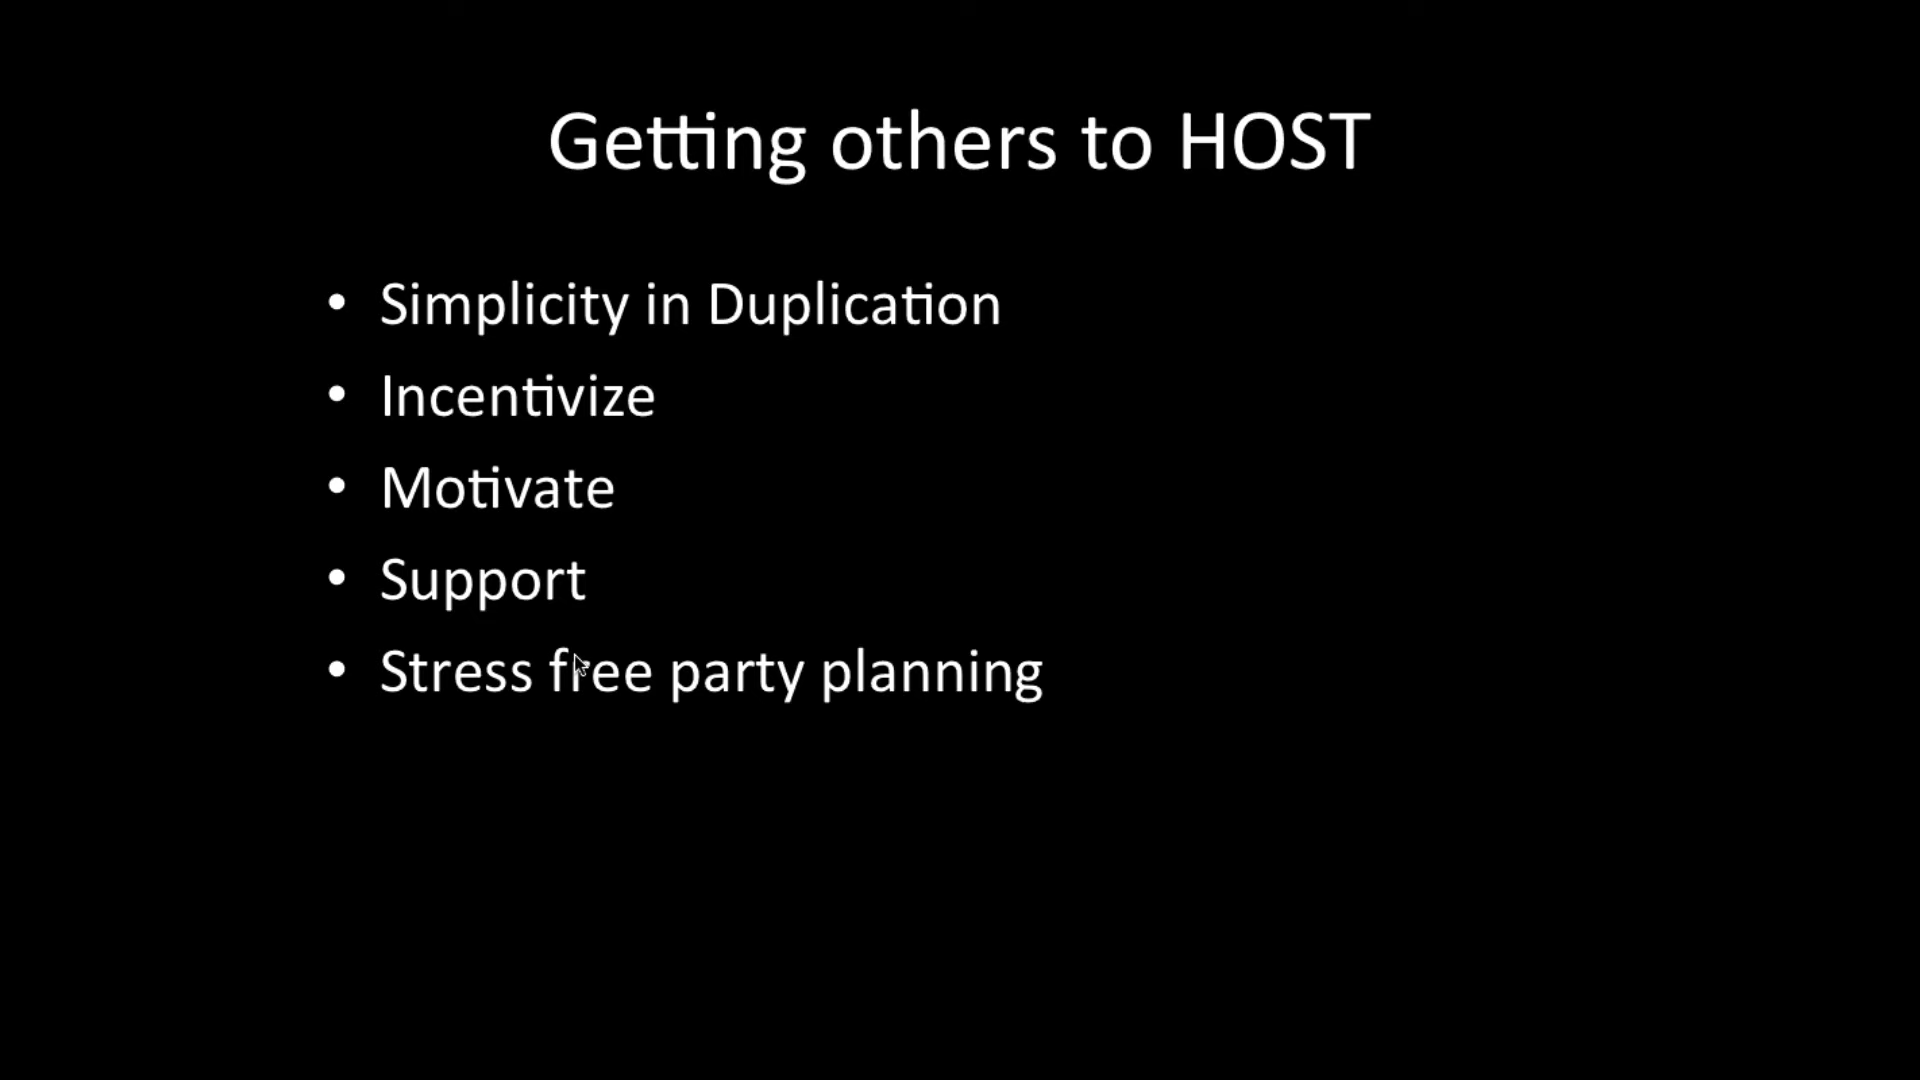 Getting others to HOST
• Simplicity in Duplication
• Incentivize
• Motivate
• Support
• Stress free party planning